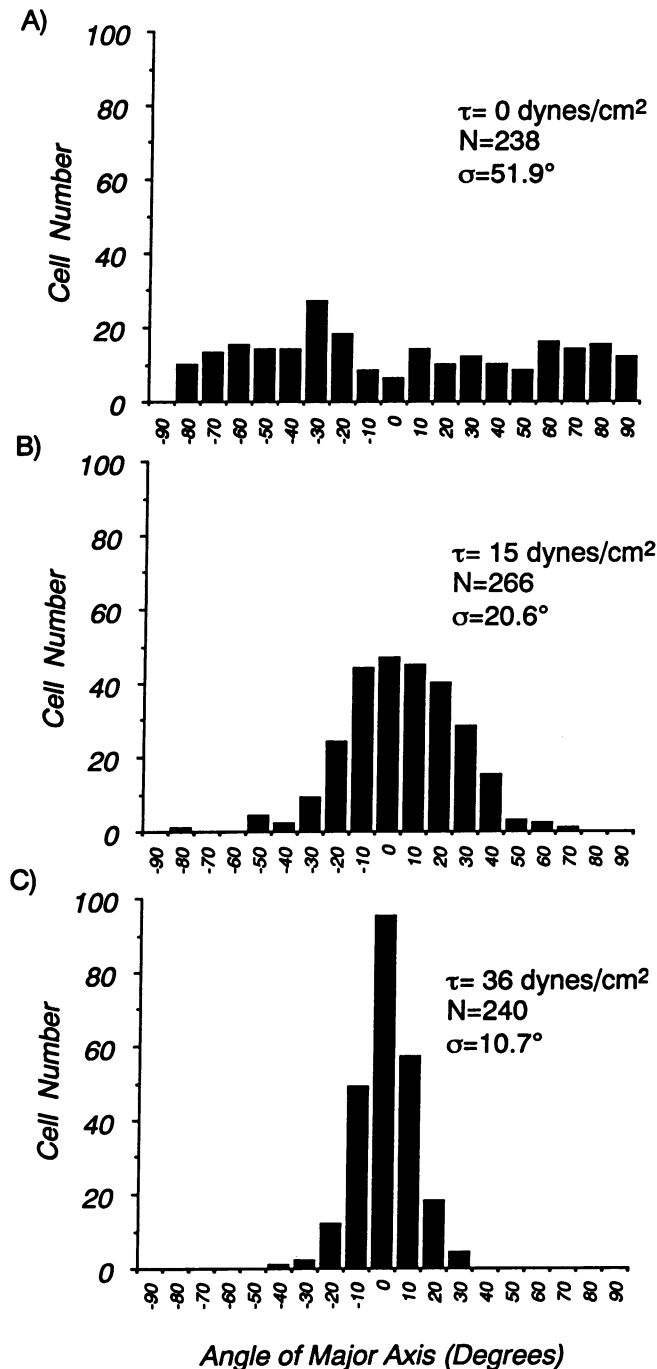 A)
100
80
60
40
20
0
Cell Number
τ= 0 dynes/cm²
N=238
σ=51.9°
-90 -80 -70 -60 -50 -40 -30 -20 -10 0 10 20 30 40 50 60 70 80 90
B)
100
80
60
40
20
0
Cell Number
τ= 15 dynes/cm²
N=266
σ=20.6°
-90 -80 -70 -60 -50 -40 -30 -20 -10 0 10 20 30 40 50 60 70 80 90
C)
100
80
60
40
20
0
Cell Number
τ= 36 dynes/cm²
N=240
σ=10.7°
-90 -80 -70 -60 -50 -40 -30 -20 -10 0 10 20 30 40 50 60 70 80 90
Angle of Major Axis (Degrees)